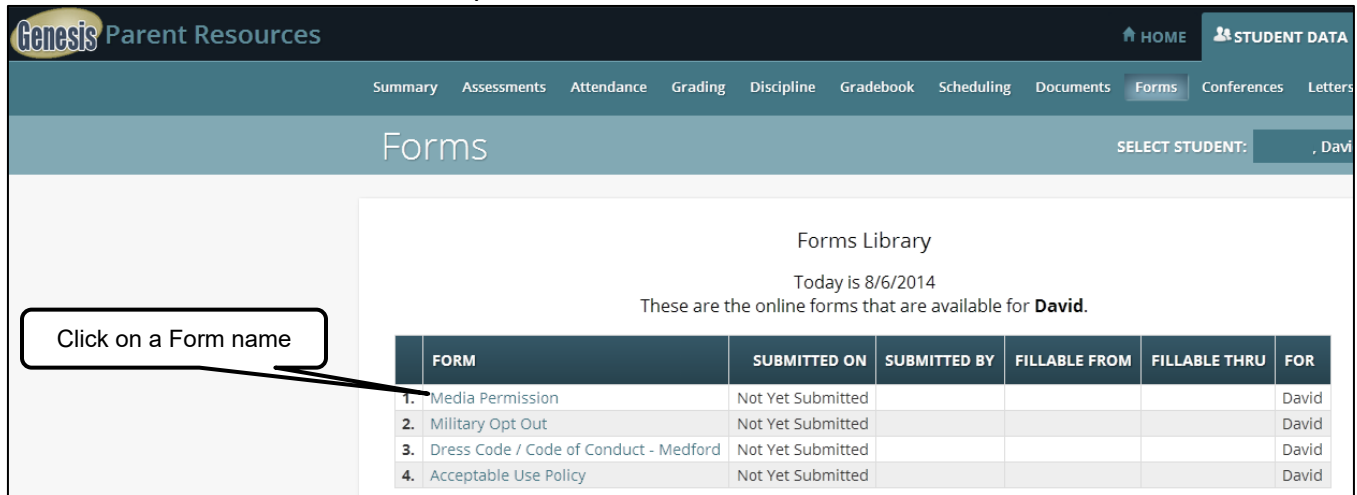 Genesis Parent Resources HOME STUDENT DATA
Summary Assessments Attendance Grading Discipline Gradebook Scheduling Documents Forms Conferences Letters
Forms SELECT STUDENT: , Davi
Forms Library
Today is 8/6/2014
These are the online forms that are available for David.
Click on a Form name
FORM SUBMITTED ON SUBMITTED BY FILLABLE FROM FILLABLE THRU FOR
1. Media Permission Not Yet Submitted David
2. Military Opt Out Not Yet Submitted David
3. Dress Code / Code of Conduct - Medford Not Yet Submitted David
4. Acceptable Use Policy Not Yet Submitted David